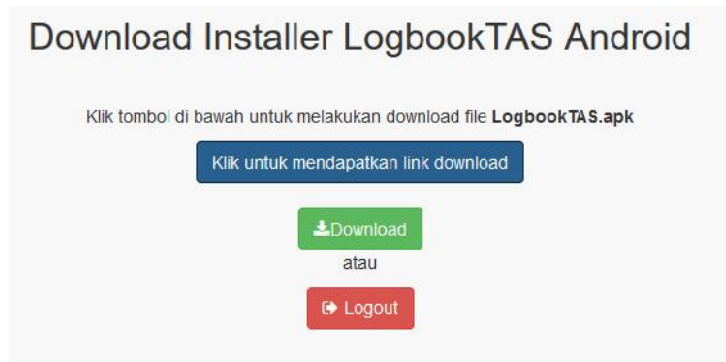 Download Installer LogbookTAS Android
Klik tombol di bawah untuk melakukan download file LogbookTAS.apk
Klik untuk mendapatkan link download
Download
atau
Logout